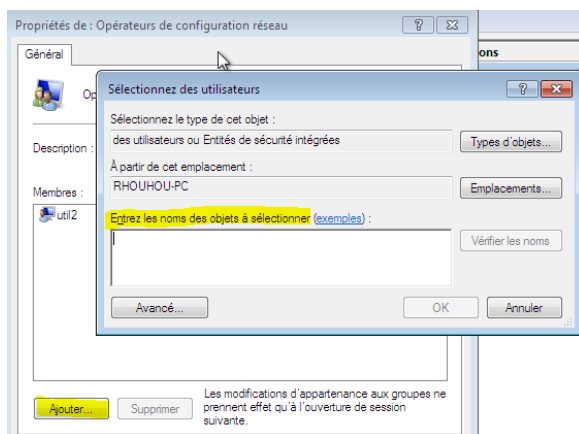 Propriétés de : Opérateurs de configuration réseau
Général
ons
Op
Sélectionnez des utilisateurs
Sélectionnez le type de cet objet :
des utilisateurs ou Entités de sécurité intégrées
Types d'objets...
Description :
À partir de cet emplacement :
RHOUHOU-PC
Emplacements...
Membres :
util2
Entrez les noms des objets à sélectionner (exemples) :
Vérifier les noms
Avancé...
OK
Annuler
Ajouter...
Supprimer
Les modifications d'appartenance aux groupes ne
prennent effet qu'à l'ouverture de session
suivante.